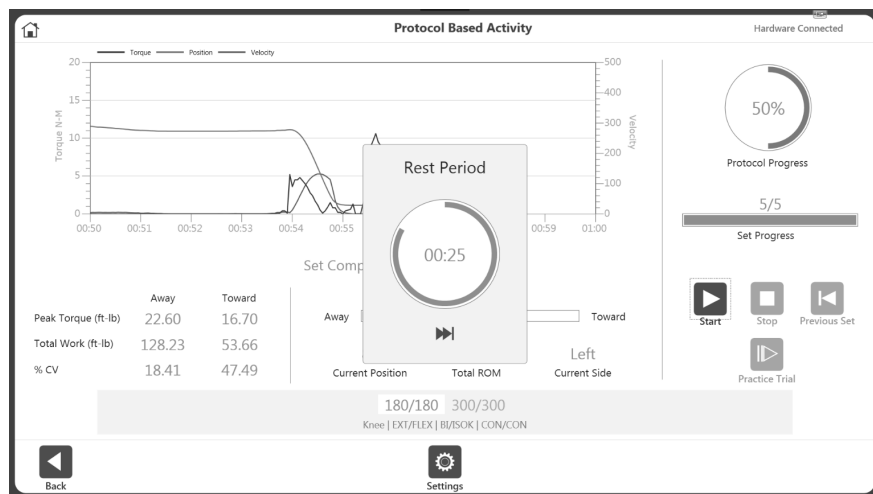 Protocol Based Activity
Hardware Connected
Torque Position Velocity
Torque N-M
20
15
10
5
0
500
400
300
200
100
0
Velocity
00:50 00:51 00:52 00:53 00:54 00:55 00:59 01:00
Rest Period
00:25
50%
Protocol Progress
5/5
Set Progress
Set Comp
Away Toward
Peak Torque (ft-lb) 22.60 16.70
Total Work (ft-lb) 128.23 53.66
% CV 18.41 47.49
Away Toward
Left
Current Position Total ROM Current Side
Start Stop Previous Set
Practice Trial
180/180 300/300
Knee | EXT/FLEX | BI/ISOK | CON/CON
Back
Settings